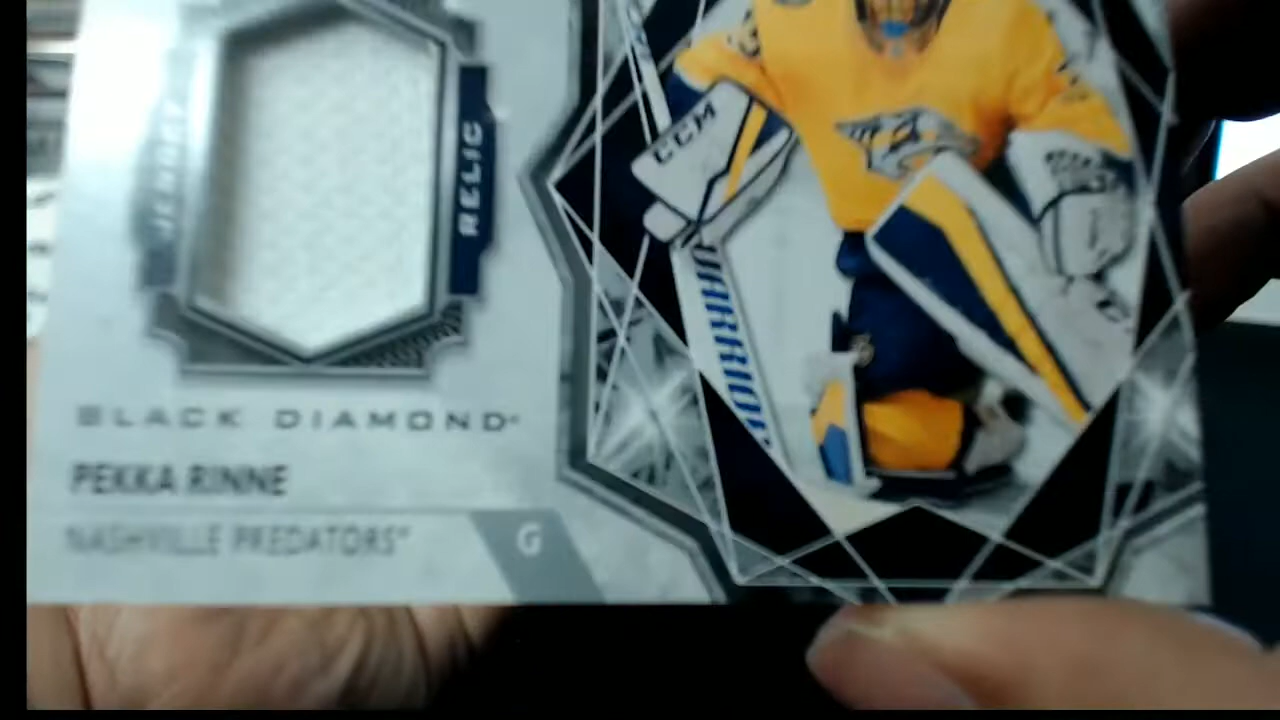 JERSEY
RELIC
BLACK DIAMOND
PEKKA RINNE
NASHVILLE PREDATORS
G
CCM
WARRIOR